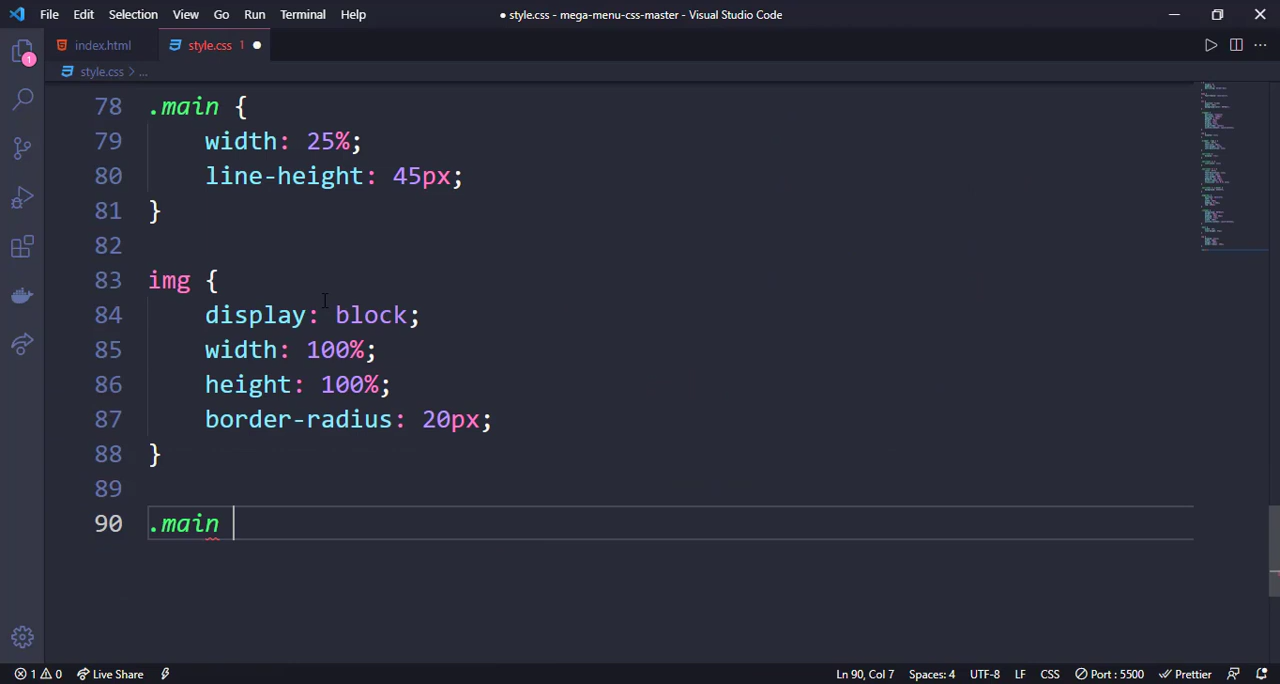 File Edit Selection View Go Run Terminal Help ● style.css - mega-menu-css-master - Visual Studio Code
index.html style.css 1 ●
style.css > ...
78 .main {
79 width: 25%;
80 line-height: 45px;
81 }
82
83 img {
84 display: block;
85 width: 100%;
86 height: 100%;
87 border-radius: 20px;
88 }
89
90 .main
1
1 0 Live Share Ln 90, Col 7 Spaces: 4 UTF-8 LF CSS Port : 5500 Prettier